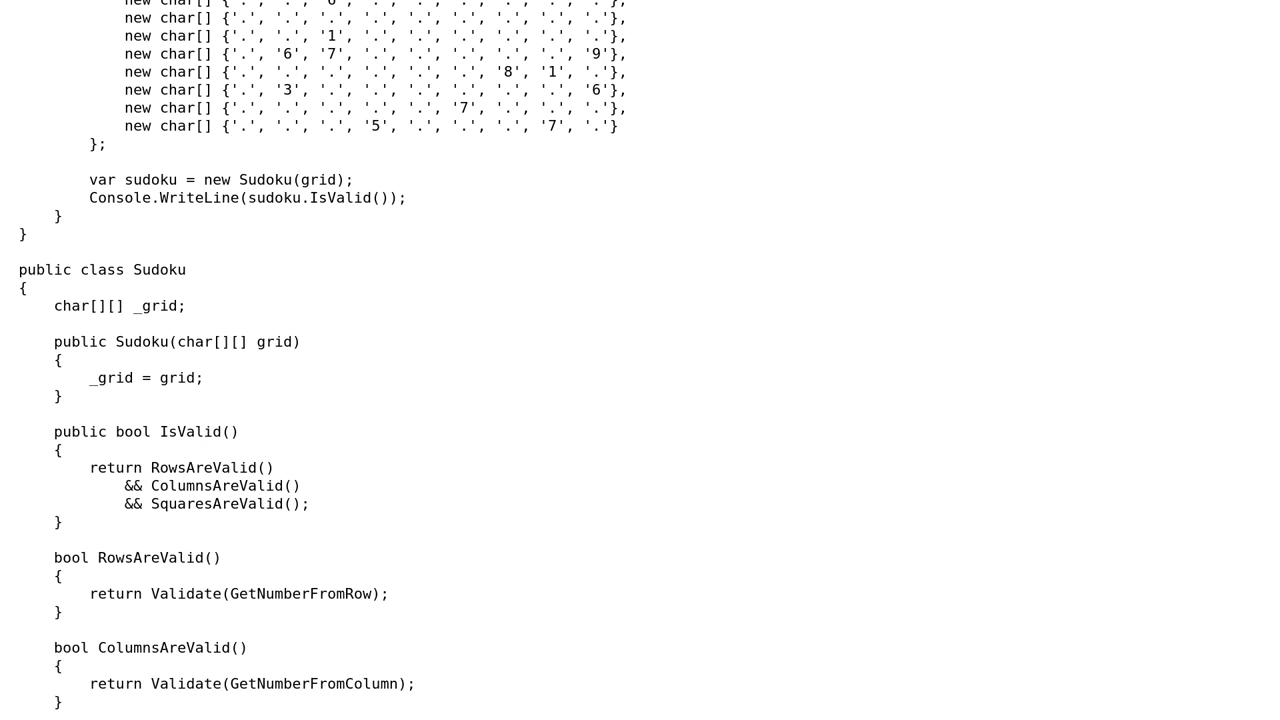 new char[] {'.', '.', '6', '.', '.', '.', '.', '.', '.'},
new char[] {'.', '.', '.', '.', '.', '.', '.', '.', '.'},
new char[] {'.', '.', '1', '.', '.', '.', '.', '.', '.'},
new char[] {'.', '6', '7', '.', '.', '.', '.', '.', '9'},
new char[] {'.', '.', '.', '.', '.', '.', '8', '1', '.'},
new char[] {'.', '3', '.', '.', '.', '.', '.', '.', '6'},
new char[] {'.', '.', '.', '.', '.', '7', '.', '.', '.'},
new char[] {'.', '.', '.', '5', '.', '.', '.', '7', '.'}
};
var sudoku = new Sudoku(grid);
Console.WriteLine(sudoku.IsValid());
}
}
public class Sudoku
{
char[][] _grid;
public Sudoku(char[][] grid)
{
_grid = grid;
}
public bool IsValid()
{
return RowsAreValid()
&& ColumnsAreValid()
&& SquaresAreValid();
}
bool RowsAreValid()
{
return Validate(GetNumberFromRow);
}
bool ColumnsAreValid()
{
return Validate(GetNumberFromColumn);
}